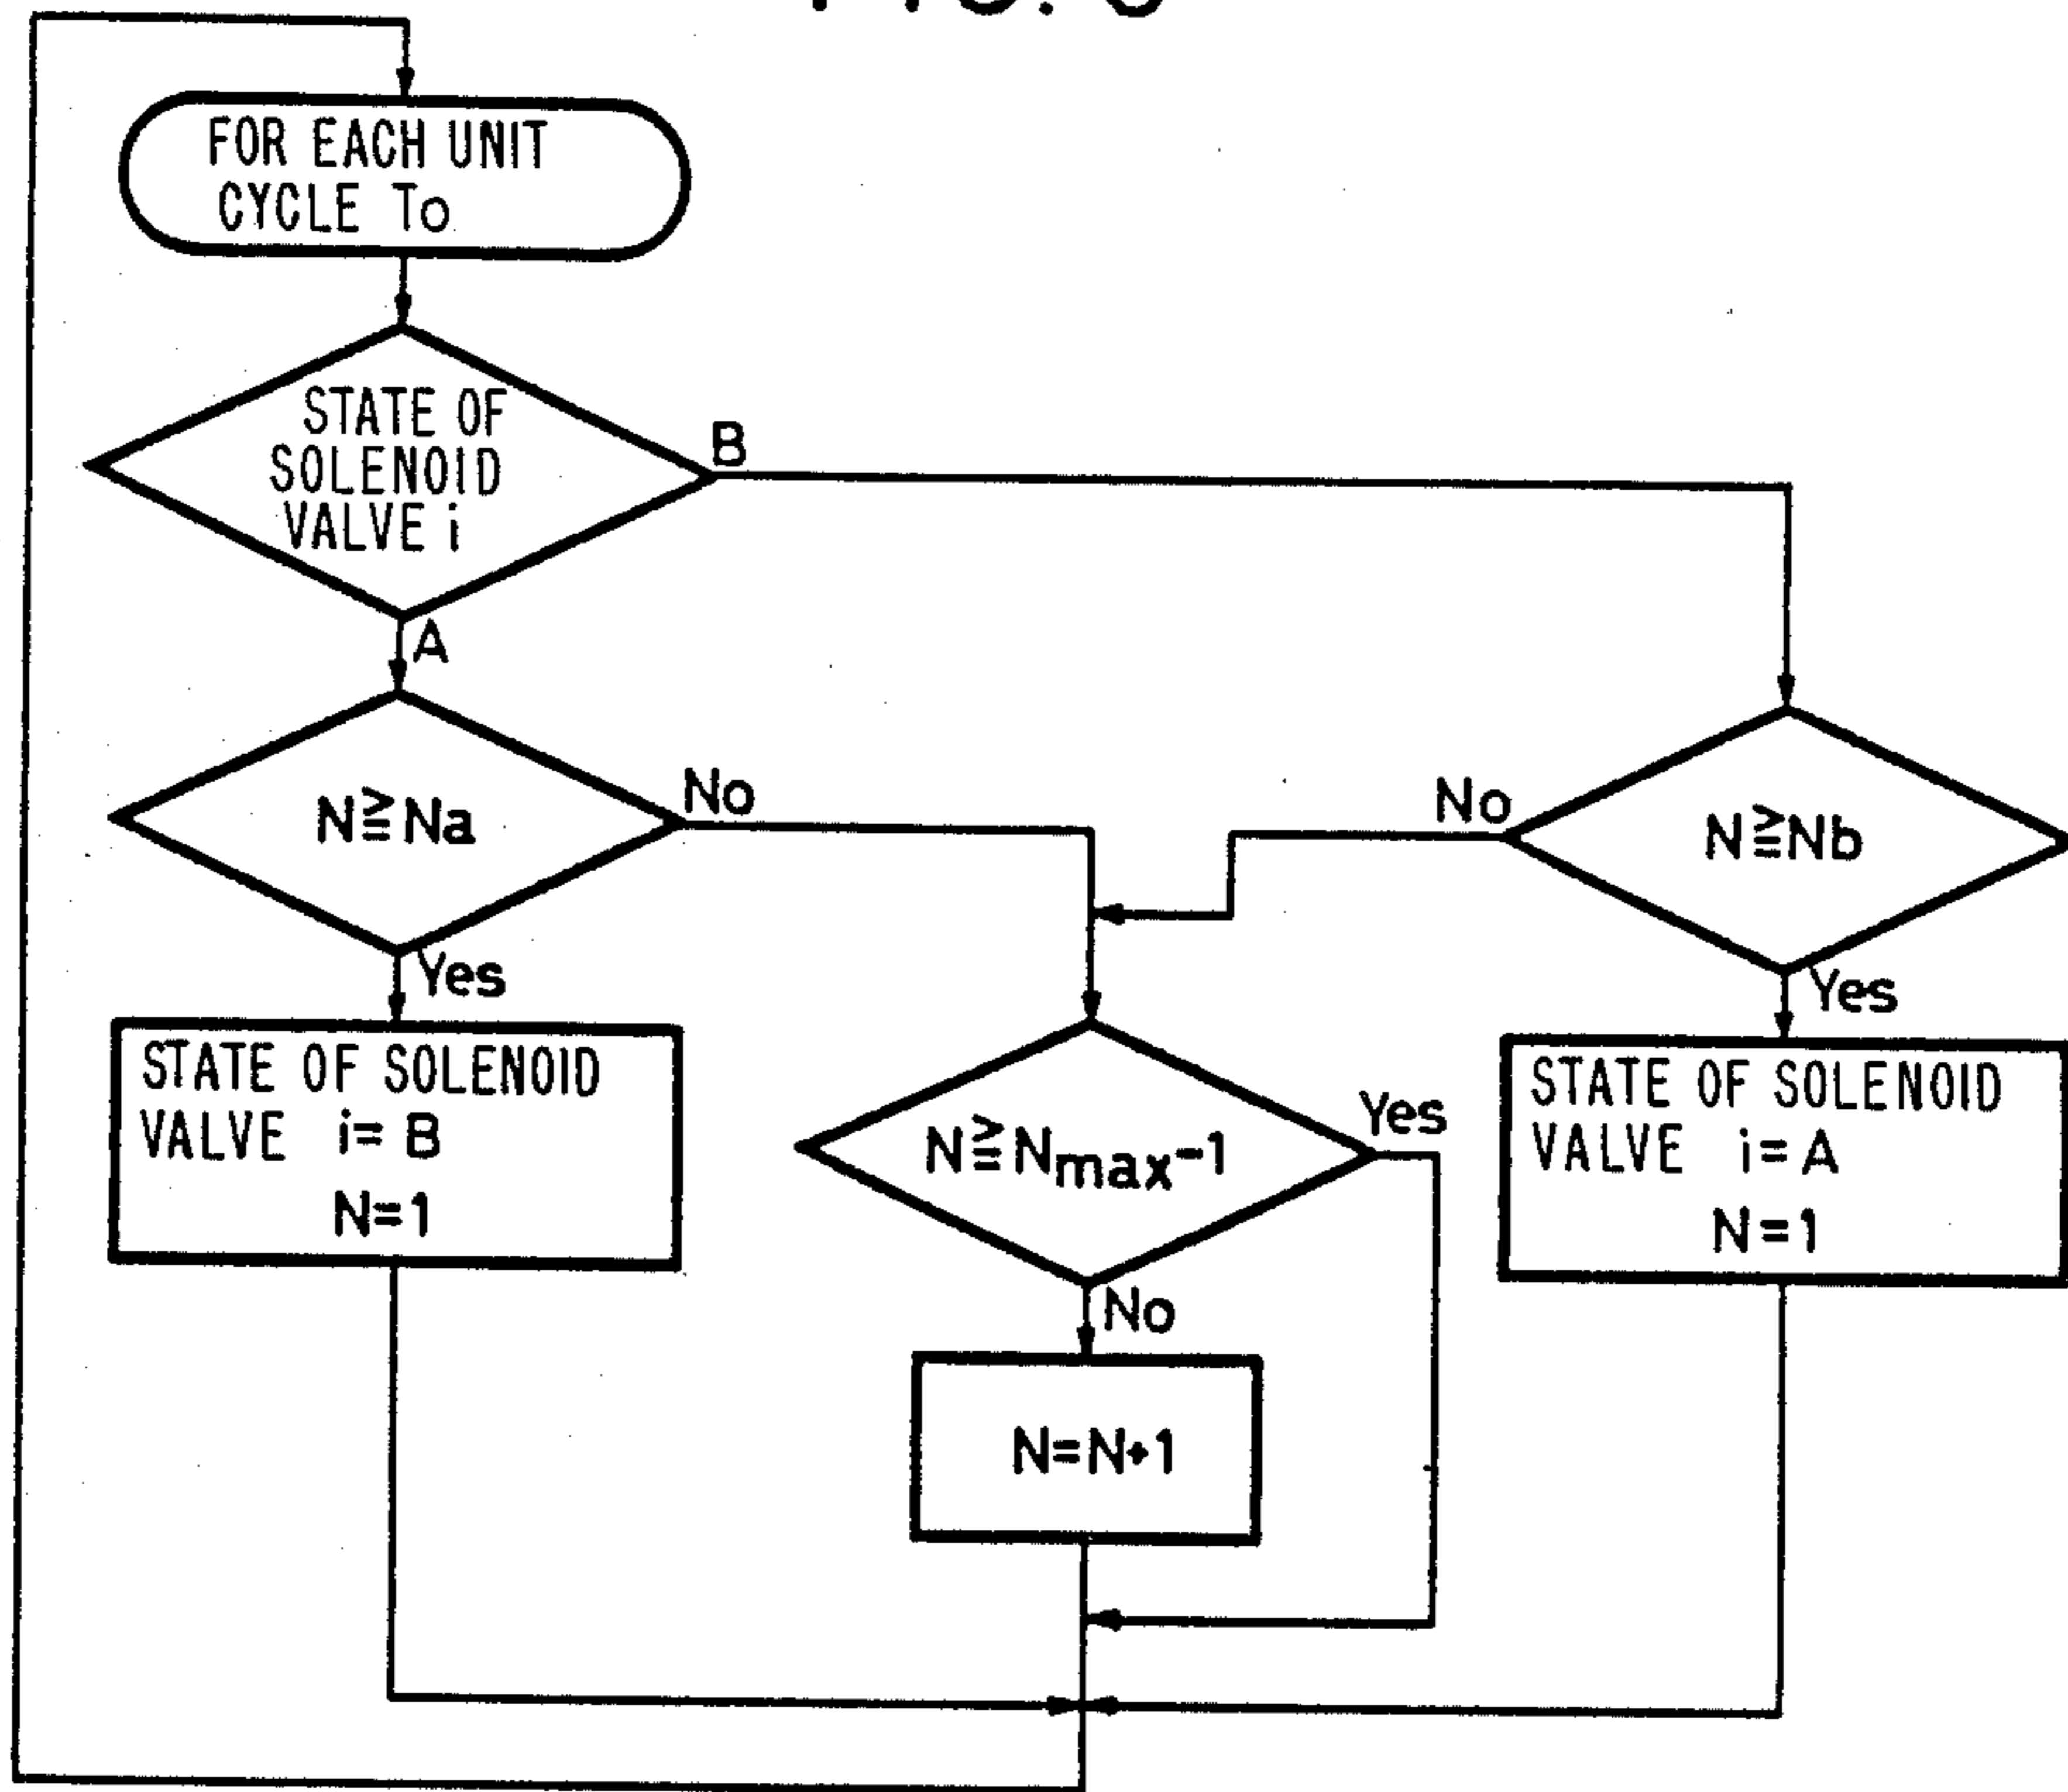 FOR EACH UNIT
CYCLE To
STATE OF
SOLENOID
VALVE i
B
A
N≧Na
No
No
N≧Nb
Yes
Yes
STATE OF SOLENOID
VALVE i=B
N=1
N≧Nmax-1
Yes
STATE OF SOLENOID
VALVE i=A
N=1
No
N=N+1